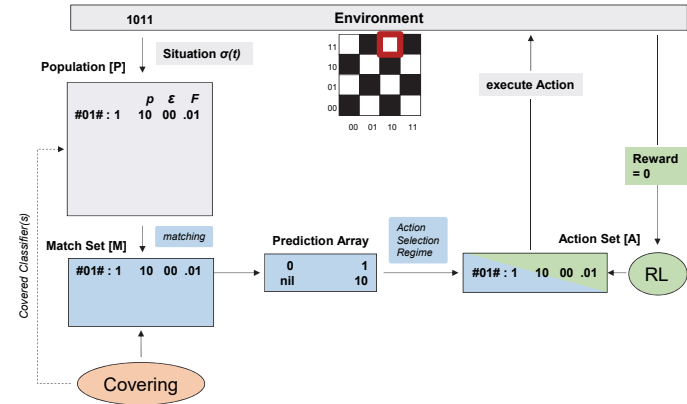 1011
Environment
Situation σ(t)
Population [P]
p ε F
#01# : 1 10 00 .01
11
10
01
00
00 01 10 11
execute Action
Reward
= 0
Covered Classifier(s)
matching
Match Set [M]
#01# : 1 10 00 .01
Prediction Array
0 1
nil 10
Action
Selection
Regime
Action Set [A]
#01# : 1 10 00 .01
RL
Covering